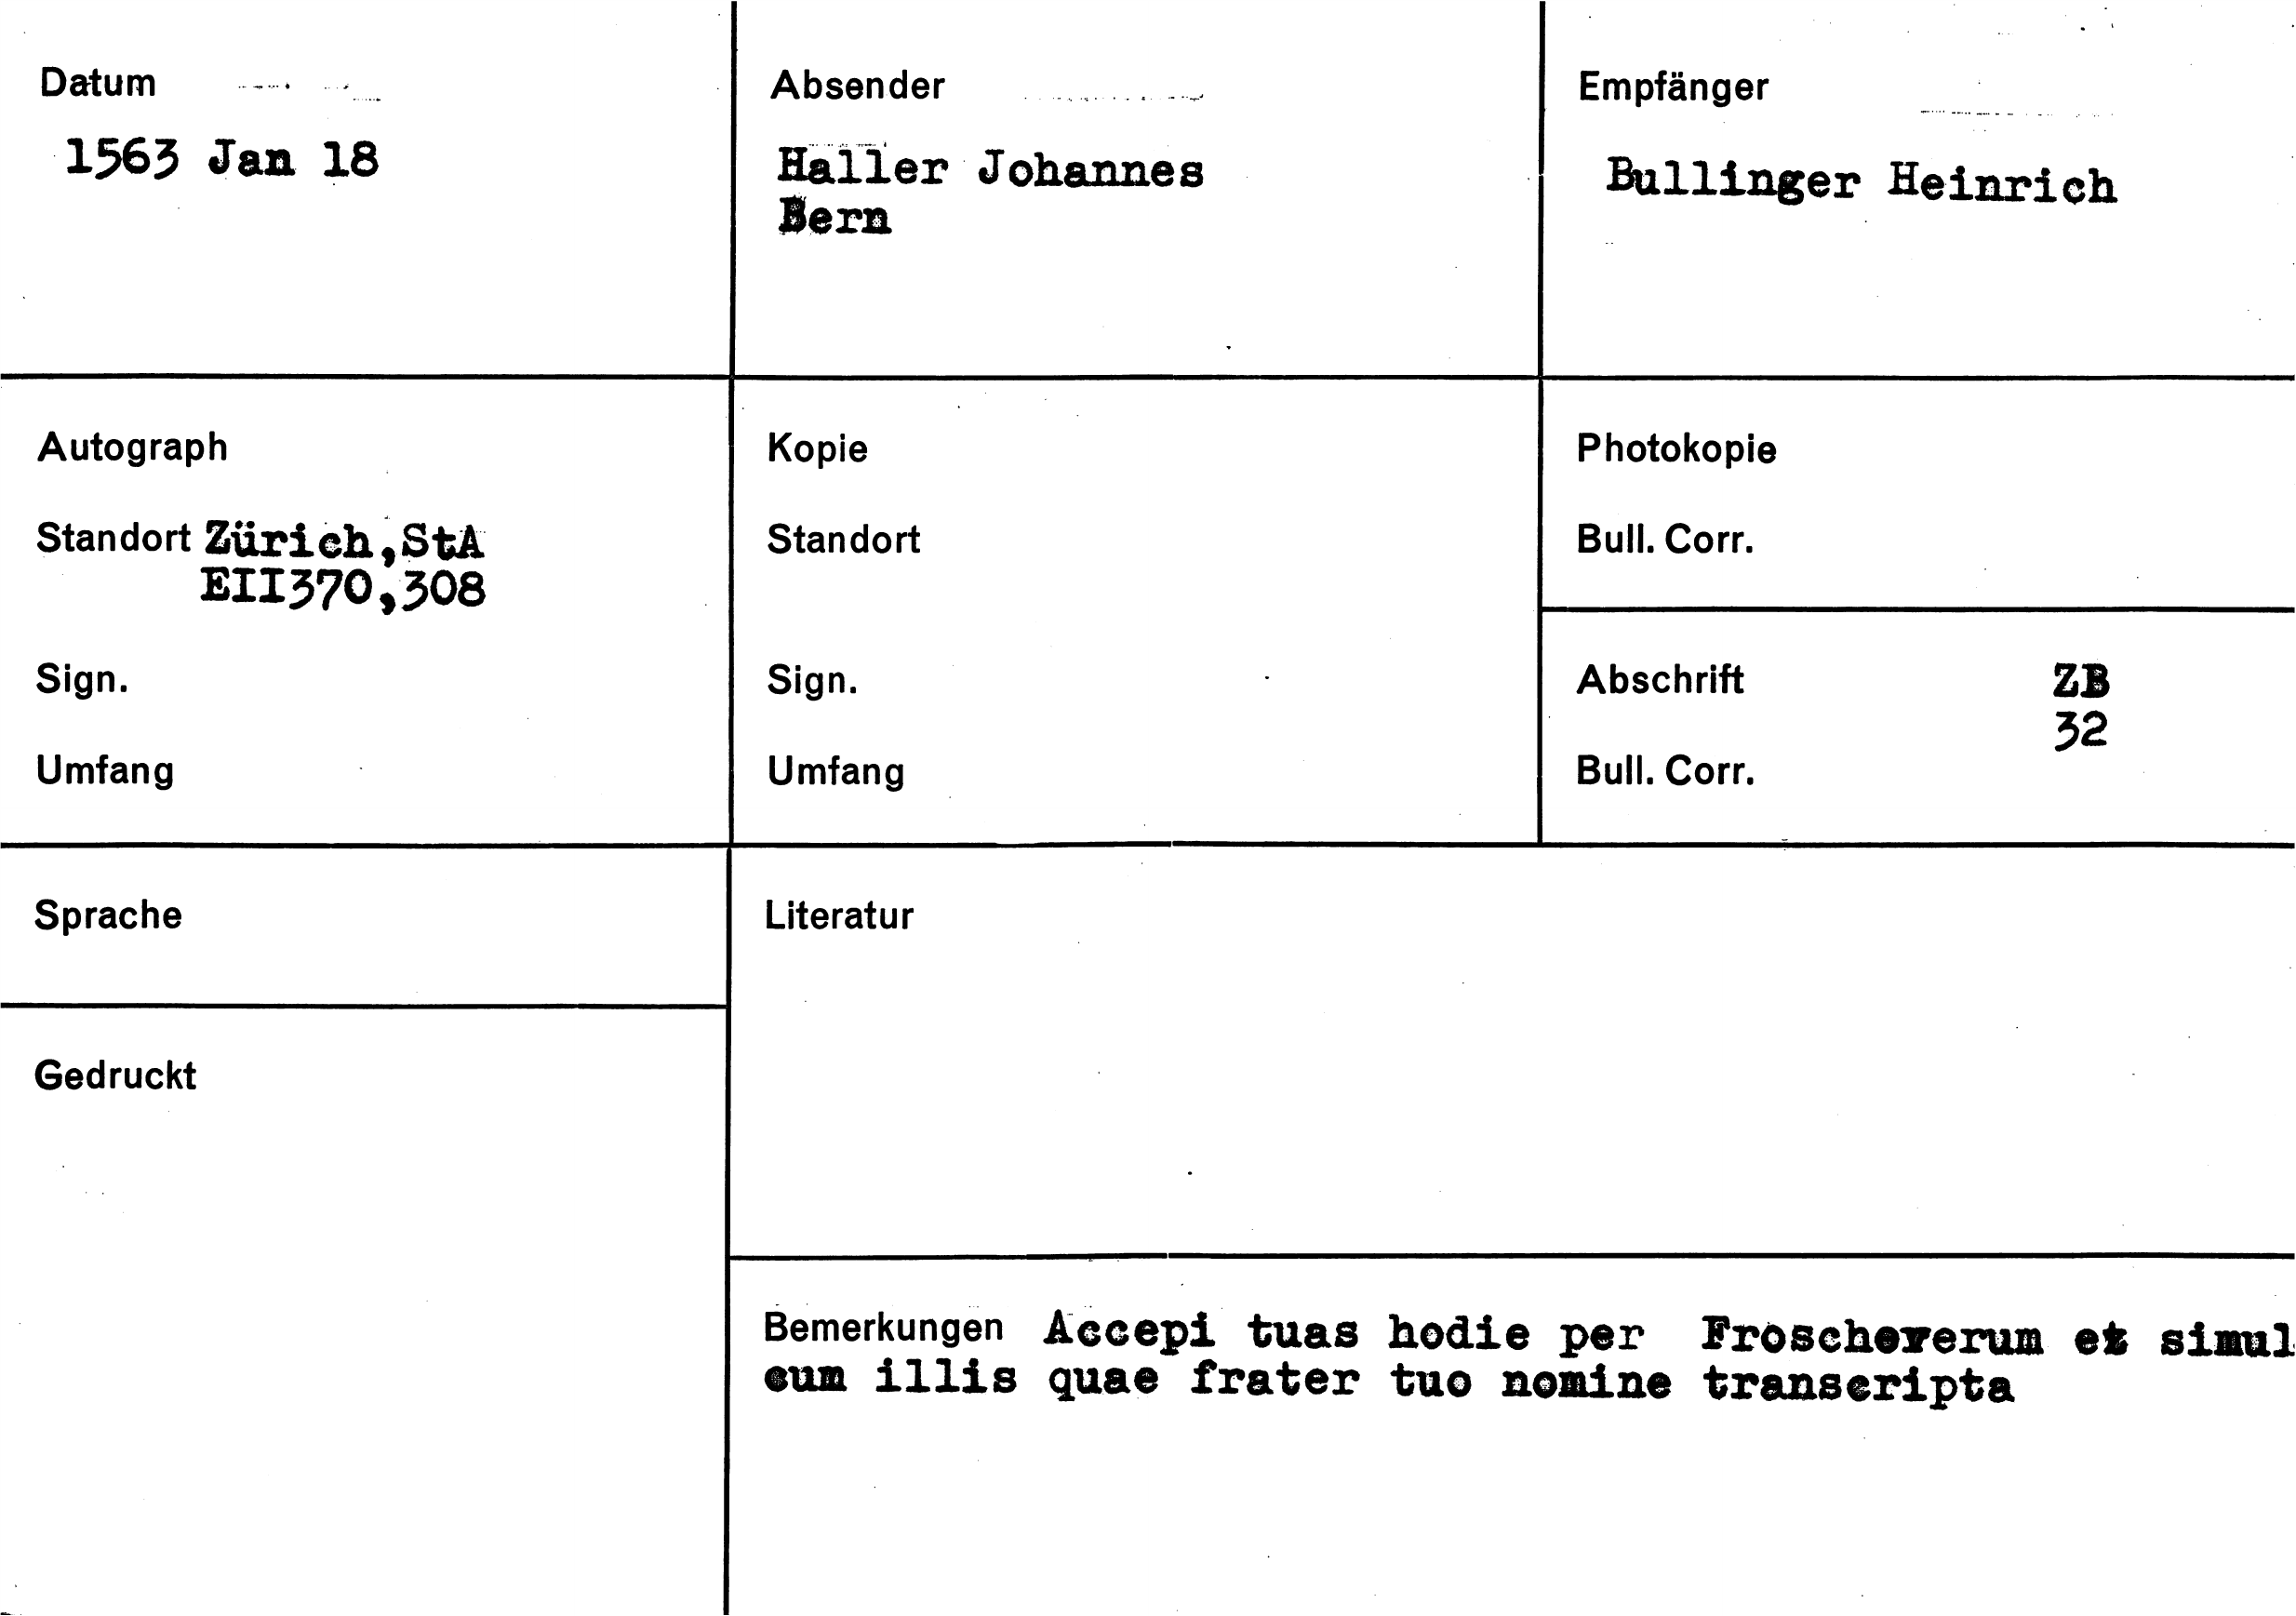 Datum
1563 Jan 18
Absender
Haller Johannes
Bern
Empfänger
Bullinger Heinrich
Autograph
Standort Zürich,StA
EII370,308
Sign.
Umfang
Kopie
Standort
Sign.
Umfang
Photokopie
Bull. Corr.
Abschrift ZB
32
Bull. Corr.
Sprache
Gedruckt
Literatur
Bemerkungen Accepi tuas hodie per Froschoverum et simul
cum illis quae frater tuo nomine transcripta